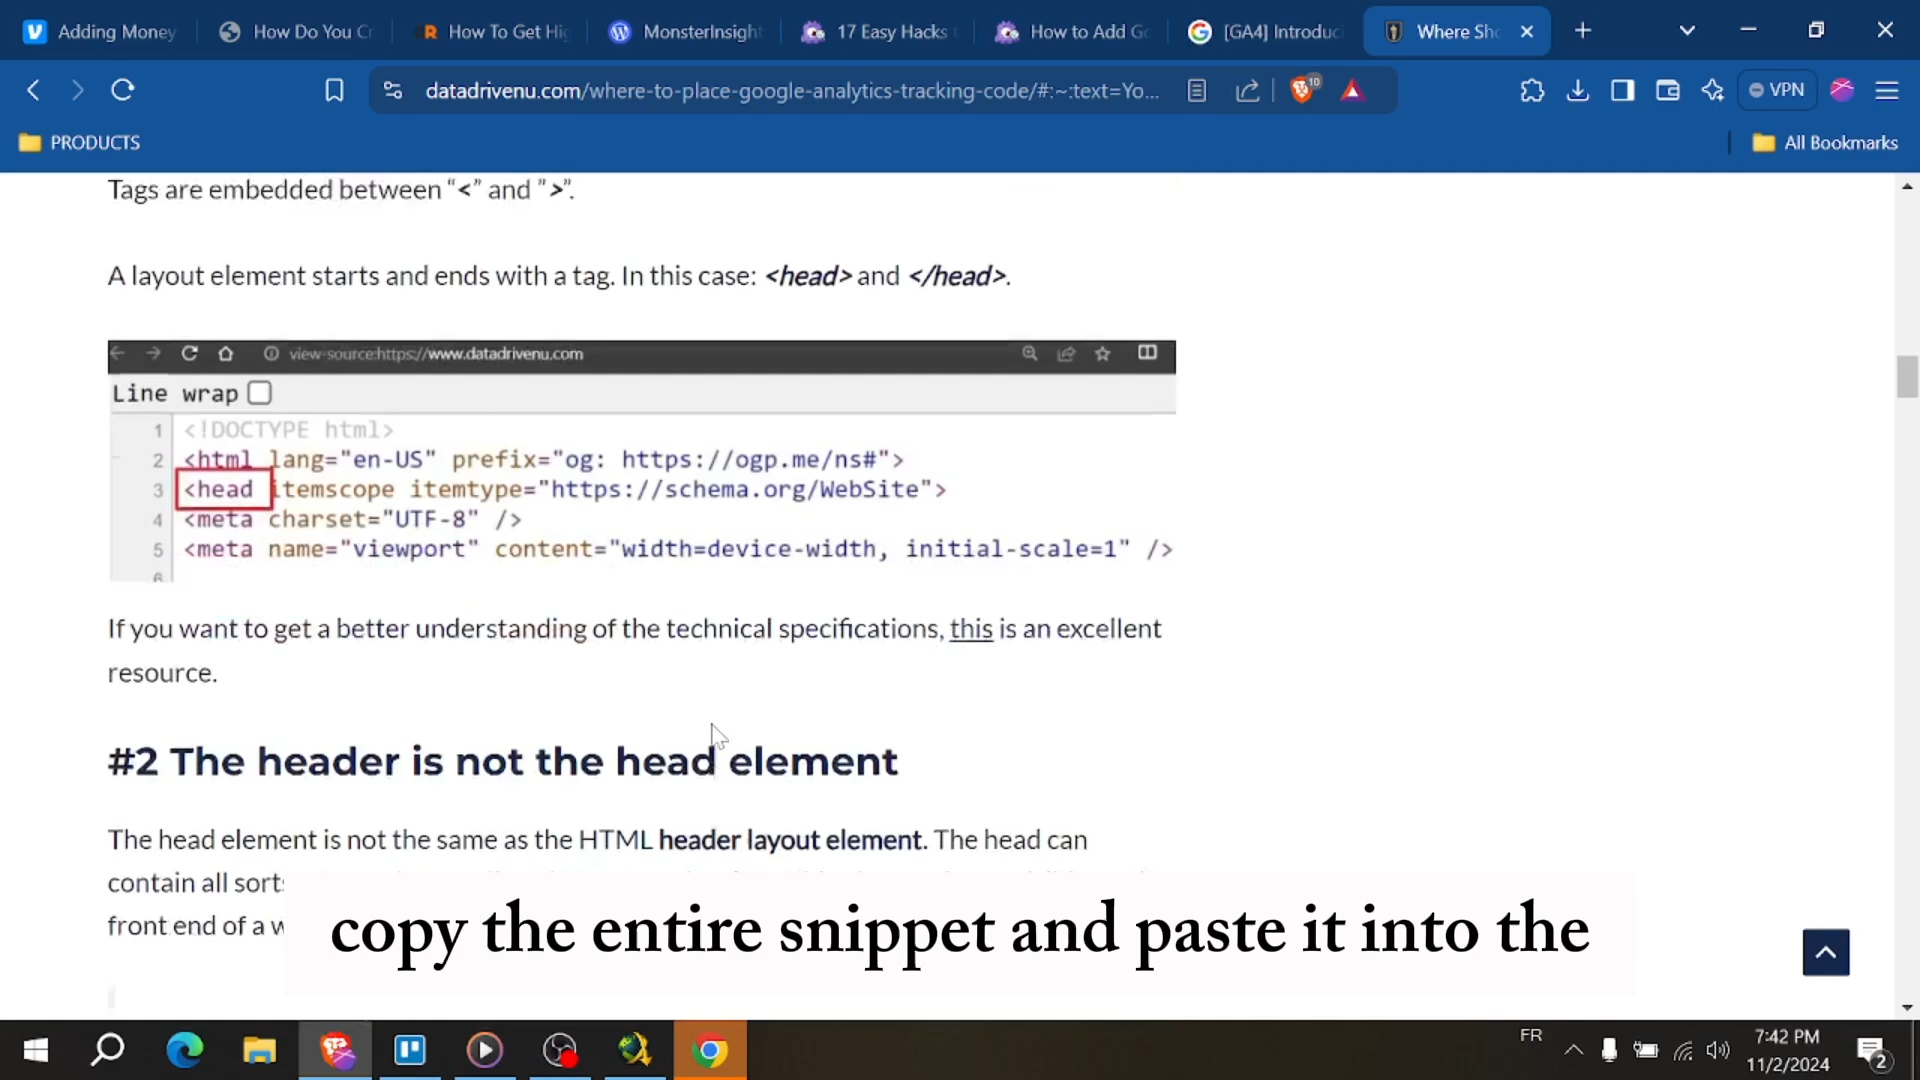 Adding Money
How Do You Cr
How To Get Hig
MonsterInsight
17 Easy Hacks t
How to Add Go
[GA4] Introduc
Where Sho
datadrivenu.com/where-to-place-google-analytics-tracking-code/#:~:text=Yo...
10
VPN
PRODUCTS
All Bookmarks
Tags are embedded between “<” and ”>”.
A layout element starts and ends with a tag. In this case: <head> and </head>.
view-source:https://www.datadrivenu.com
Line wrap
1 <!DOCTYPE html>
2 <html lang="en-US" prefix="og: https://ogp.me/ns#">
3 <head itemscope itemtype="https://schema.org/WebSite">
4 <meta charset="UTF-8" />
5 <meta name="viewport" content="width=device-width, initial-scale=1" />
6
If you want to get a better understanding of the technical specifications, this is an excellent
resource.
#2 The header is not the head element
The head element is not the same as the HTML header layout element. The head can
contain all sorts
front end of a w
copy the entire snippet and paste it into the
FR
7:42 PM
11/2/2024
2